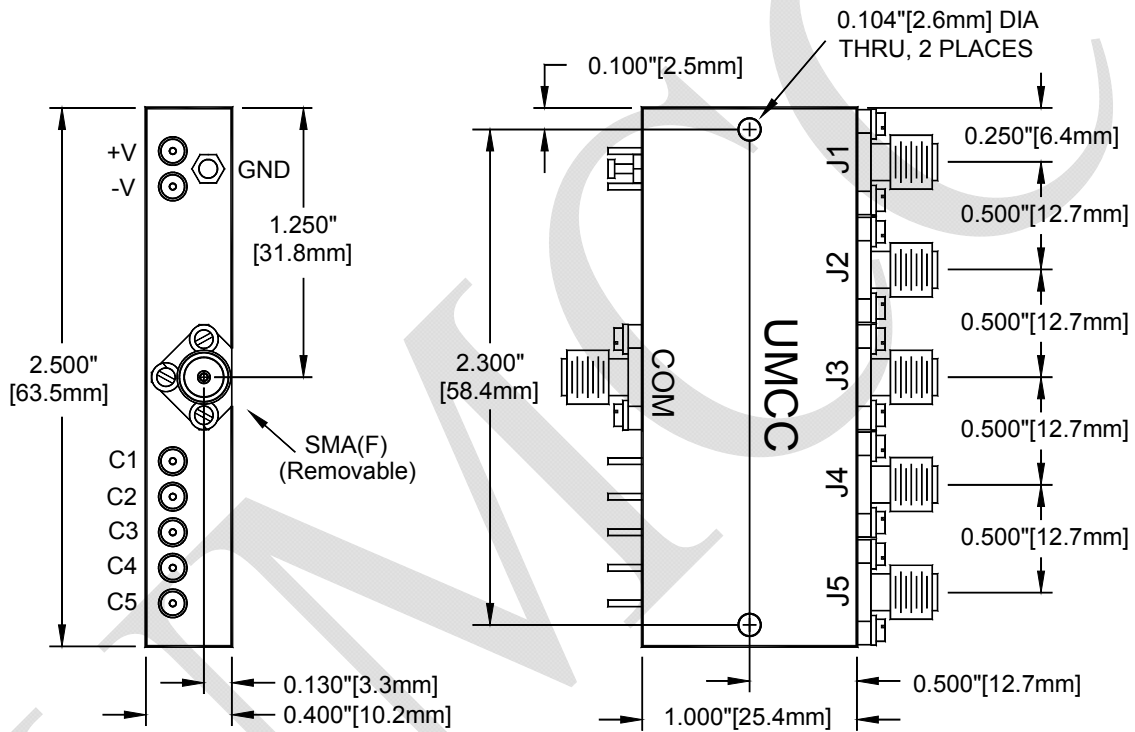 0.104"[2.6mm] DIA
THRU, 2 PLACES
0.100"[2.5mm]
+V
-V
GND
1.250"
[31.8mm]
2.500"
[63.5mm]
SMA(F)
(Removable)
C1
C2
C3
C4
C5
0.130"[3.3mm]
0.400"[10.2mm]
2.300"
[58.4mm]
COM
UMCC
J1
J2
J3
J4
J5
0.250"[6.4mm]
0.500"[12.7mm]
0.500"[12.7mm]
0.500"[12.7mm]
0.500"[12.7mm]
0.500"[12.7mm]
1.000"[25.4mm]
UMCC